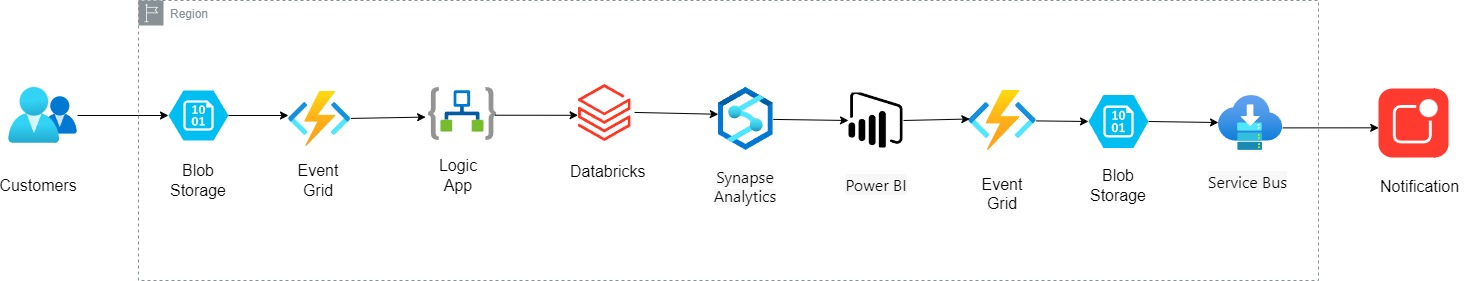 Region
Customers
Blob
Storage
10
01
Event
Grid
Logic
App
Databricks
Synapse
Analytics
Power BI
Event
Grid
10
01
Blob
Storage
Service Bus
Notification